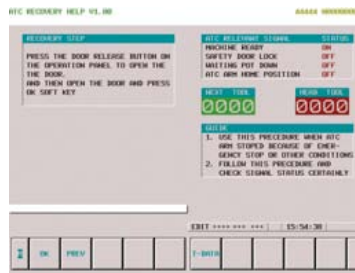 ATC RECOVERY HELP V1.00
RECOVERY STEP
PRESS THE DOOR RELEASE BUTTON ON
THE OPERATION PANEL TO OPEN THE
THE DOOR.
AND THEN OPEN THE DOOR AND PRESS
OK SOFT KEY
ATC RELEVANT SIGNAL STATUS
MACHINE READY ON
SAFETY DOOR LOCK OFF
WAITING POT DOWN OFF
ATC ARM HOME POSITION OFF
NEXT TOOL HEAD TOOL
0000 0000
GUIDE
1. USE THIS PRECEDURE WHEN ATC
ARM STOPED BECAUSE OF EMER-
GENCY STOP OR OTHER CONDITIONS
2. FOLLOW THIS PRECEDURE AND
CHECK SIGNAL STATUS CERTAINLY
EDIT **** *** *** 15:54:30
OK PREV T-DATA